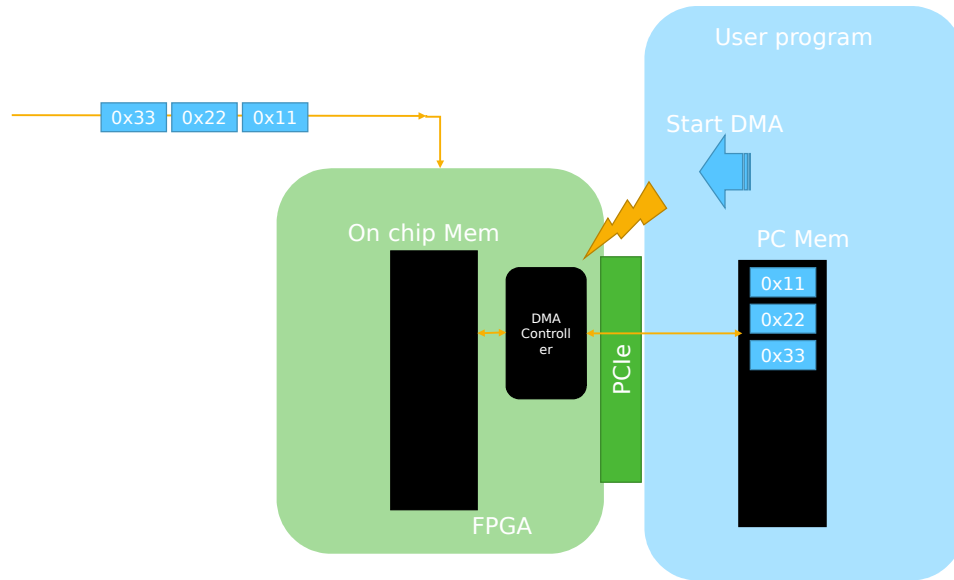 User program
0x33 0x22 0x11
Start DMA
On chip Mem
PC Mem
0x11
0x22
0x33
DMA
Controll
er
PCIe
FPGA